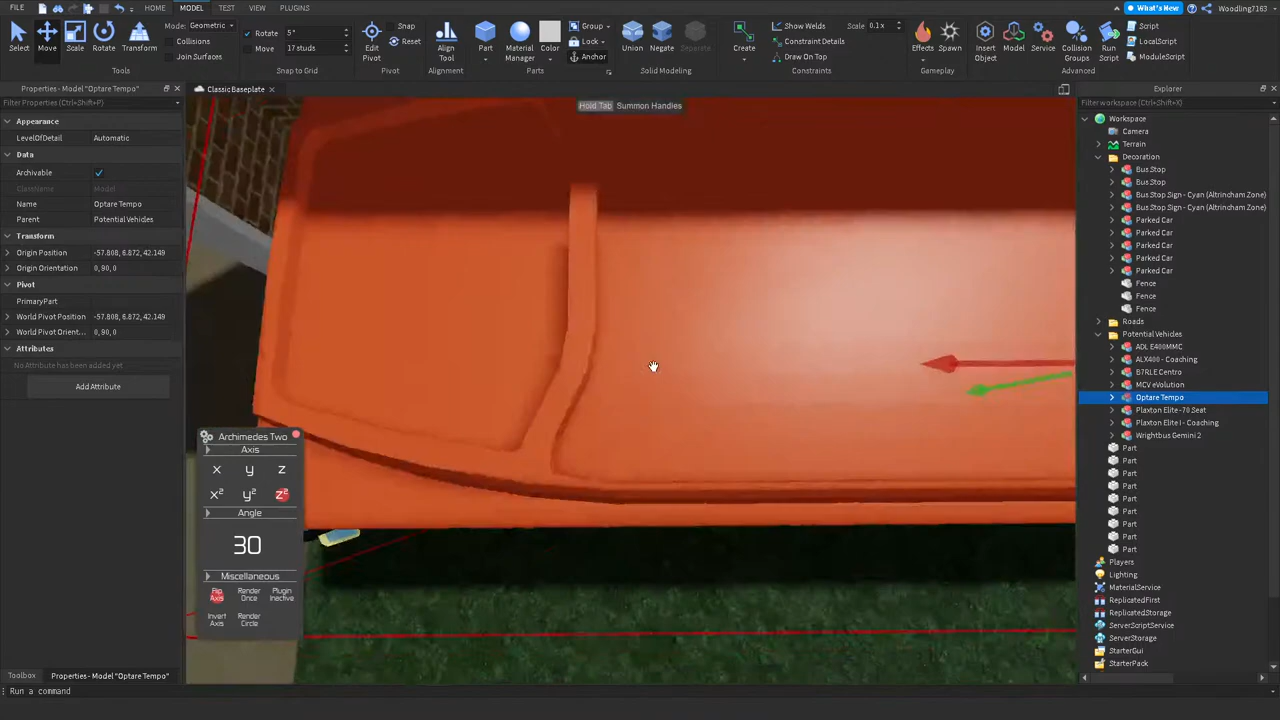 FILE HOME MODEL TEST VIEW PLUGINS What's New Woodling7163
Select Move Scale Rotate Transform Mode: Geometric Collisions Join Surfaces Tools
Rotate 5° Move 17 studs Snap to Grid
Edit Pivot Snap Reset Pivot
Align Tool Alignment
Part Material Manager Color Group Lock Anchor Parts
Union Negate Separate Solid Modeling
Create Show Welds Scale 0.1x Constraint Details Draw On Top Constraints
Effects Spawn Gameplay
Insert Object Model Service Collision Groups Run Script Script LocalScript ModuleScript Advanced
Properties - Model "Optare Tempo"
Filter Properties (Ctrl+Shift+P)
Appearance
LevelOfDetail Automatic
Data
Archivable
ClassName Model
Name Optare Tempo
Parent Potential Vehicles
Transform
Origin Position -57.808, 6.872, 42.149
Origin Orientation 0, 90, 0
Pivot
PrimaryPart
World Pivot Position -57.808, 6.872, 42.149
World Pivot Orient... 0, 90, 0
Attributes
No Attribute has been added yet
Add Attribute
ClassicBaseplate
Hold Tab Summon Handles
Archimedes Two
Axis
x y z
x² y² z²
Angle
30
Miscellaneous
Flip Axis Render Once Plugin Inactive
Invert Axis Render Circle
Explorer
Filter workspace (Ctrl+Shift+X)
Workspace
Camera
Terrain
Decoration
Bus Stop
Bus Stop
Bus Stop Sign - Cyan (Altrincham Zone)
Bus Stop Sign - Cyan (Altrincham Zone)
Parked Car
Parked Car
Parked Car
Parked Car
Parked Car
Fence
Fence
Fence
Roads
Potential Vehicles
ADL E400MMC
ALX400 - Coaching
B7RLE Centro
MCV eVolution
Optare Tempo
Plaxton Elite -70 Seat
Plaxton Elite i - Coaching
Wrightbus Gemini 2
Part
Part
Part
Part
Part
Part
Part
Part
Part
Players
Lighting
MaterialService
ReplicatedFirst
ReplicatedStorage
ServerScriptService
ServerStorage
StarterGui
StarterPack
Toolbox Properties - Model "Optare Tempo"
Run a command